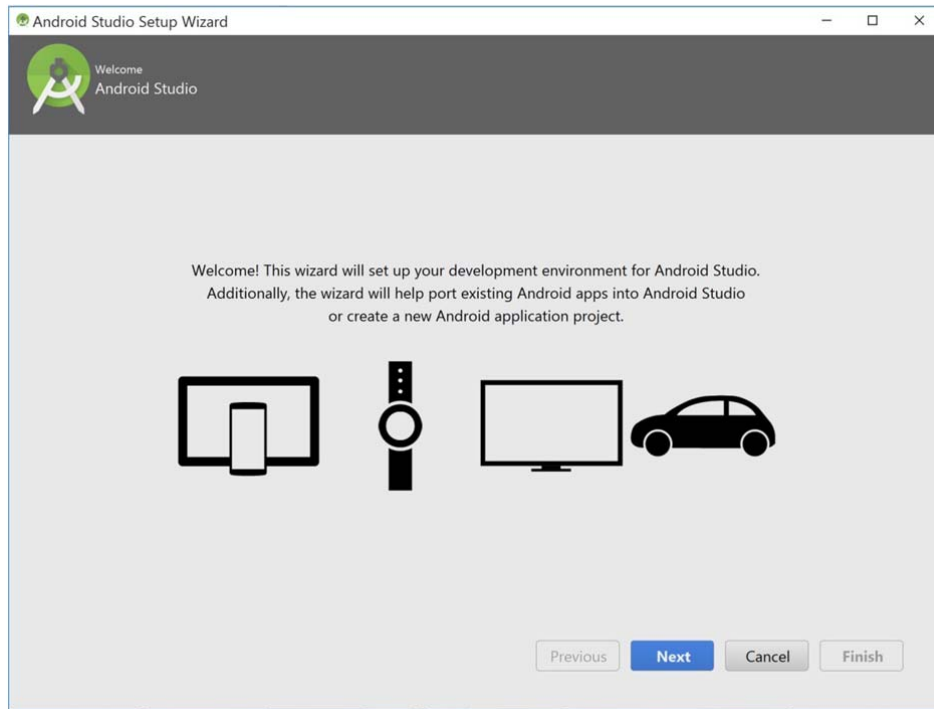 Android Studio Setup Wizard
Welcome
Android Studio
Welcome! This wizard will set up your development environment for Android Studio.
Additionally, the wizard will help port existing Android apps into Android Studio
or create a new Android application project.
Previous
Next
Cancel
Finish